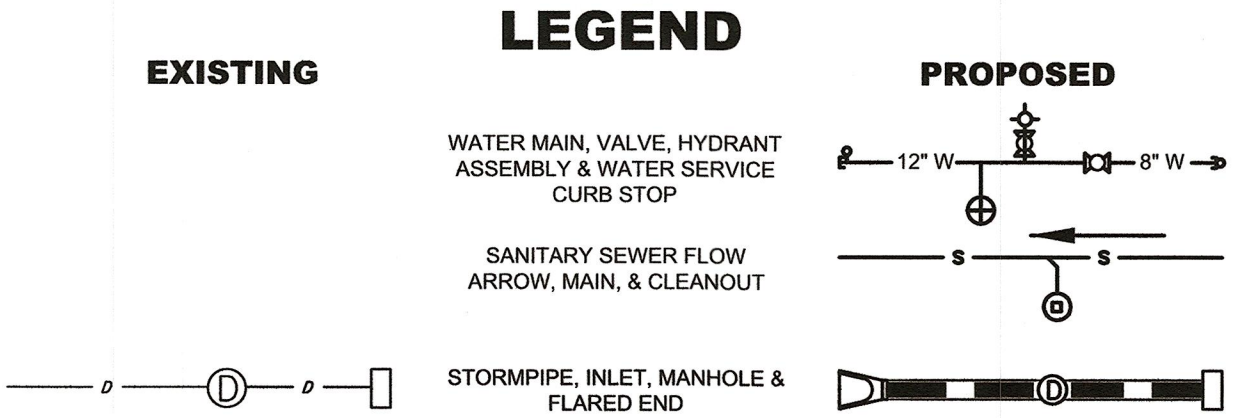 LEGEND
EXISTING
PROPOSED
WATER MAIN, VALVE, HYDRANT
ASSEMBLY & WATER SERVICE
CURB STOP
12" W
8" W
SANITARY SEWER FLOW
ARROW, MAIN, & CLEANOUT
S S
D D D
STORMPIPE, INLET, MANHOLE &
FLARED END
D